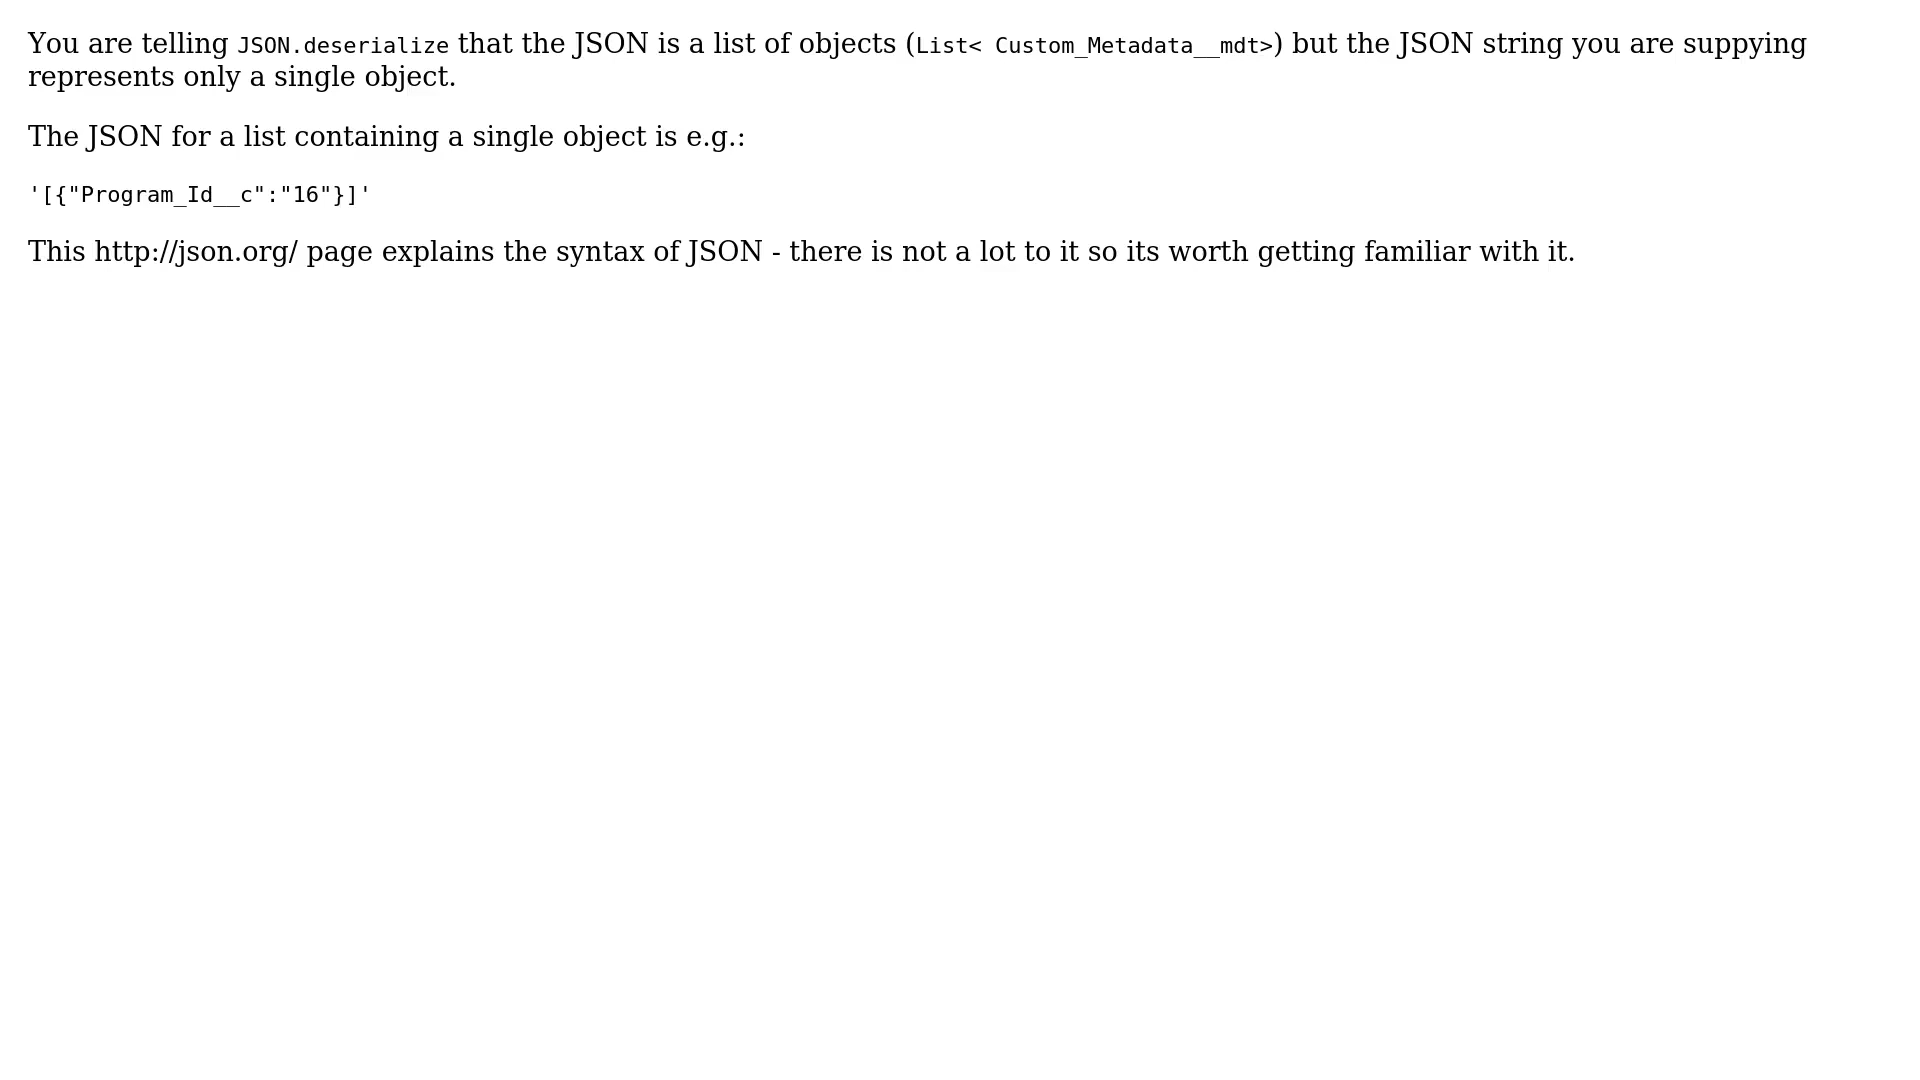 You are telling JSON.deserialize that the JSON is a list of objects (List< Custom_Metadata__mdt>) but the JSON string you are suppying
represents only a single object.
The JSON for a list containing a single object is e.g.:
'[{"Program_Id__c":"16"}]'
This http://json.org/ page explains the syntax of JSON - there is not a lot to it so its worth getting familiar with it.